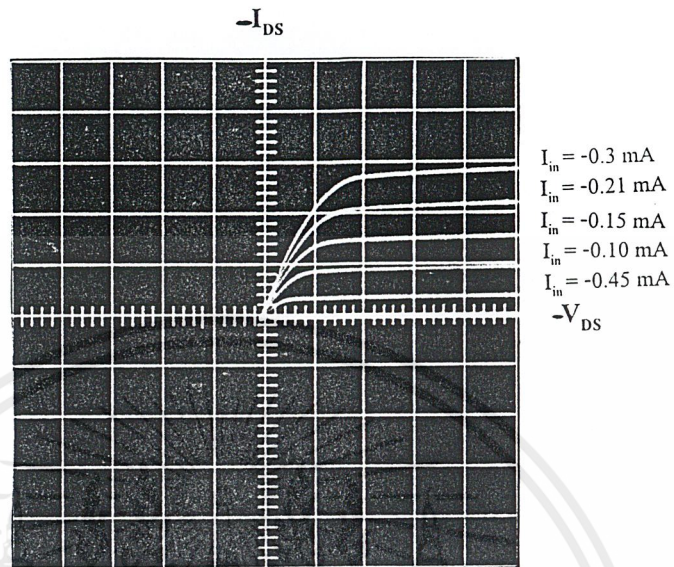 -I_DS
I_in = -0.3 mA
I_in = -0.21 mA
I_in = -0.15 mA
I_in = -0.10 mA
I_in = -0.45 mA
-V_DS